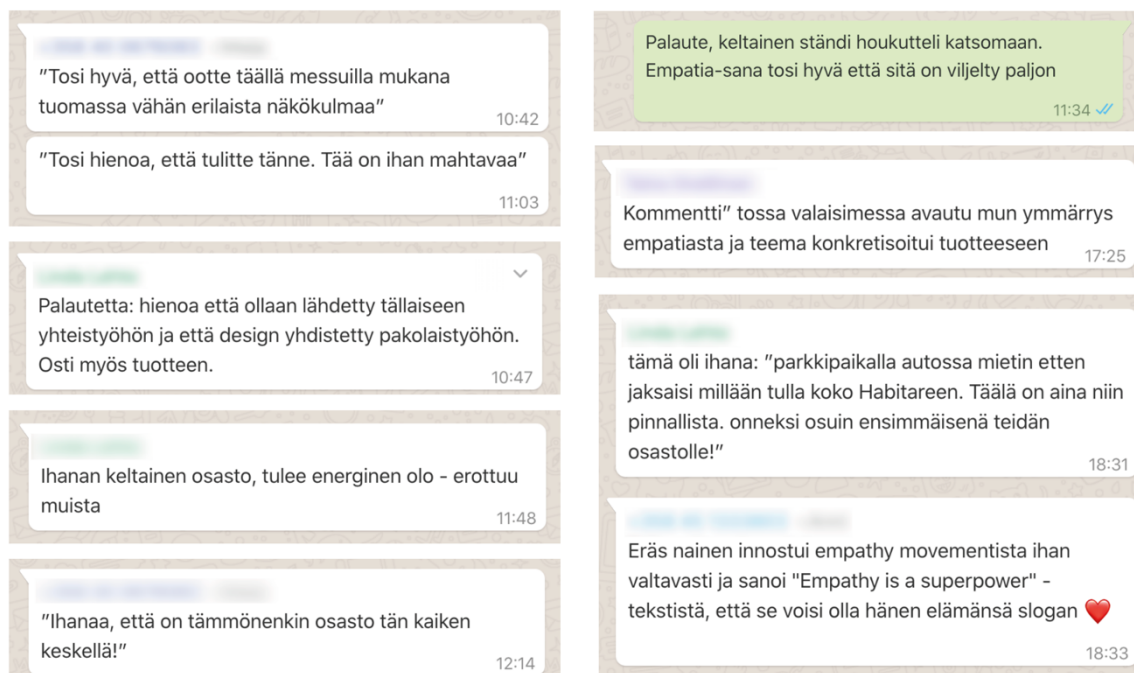 ”Tosi hyvä, että ootte täällä messuilla mukana
tuomassa vähän erilaista näkökulmaa”
10:42
”Tosi hienoa, että tulitte tänne. Tää on ihan mahtavaa”
11:03
Palautetta: hienoa että ollaan lähdetty tällaiseen
yhteistyöhön ja että design yhdistetty pakolaistyöhön.
Osti myös tuotteen.
10:47
Ihanan keltainen osasto, tulee energinen olo - erottuu
muista
11:48
”Ihanaa, että on tämmönenkin osasto tän kaiken
keskellä!”
12:14
Palaute, keltainen ständi houkutteli katsomaan.
Empatia-sana tosi hyvä että sitä on viljelty paljon
11:34
Kommentti” tossa valaisimessa avautu mun ymmärrys
empatiasta ja teema konkretisoitui tuotteeseen
17:25
tämä oli ihana: ”parkkipaikalla autossa mietin etten
jaksaisi millään tulla koko Habitareen. Täälä on aina niin
pinnallista. onneksi osuin ensimmäisenä teidän
osastolle!”
18:31
Eräs nainen innostui empathy movementista ihan
valtavasti ja sanoi "Empathy is a superpower" -
tekstistä, että se voisi olla hänen elämänsä slogan ❤️
18:33